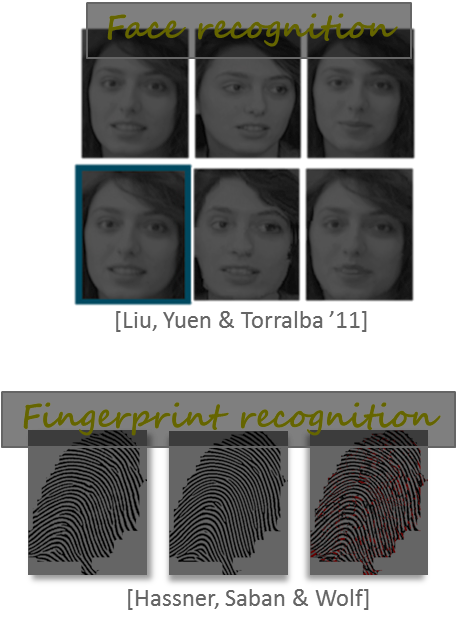 Face recognition
[Liu, Yuen & Torralba ’11]
Fingerprint recognition
[Hassner, Saban & Wolf]